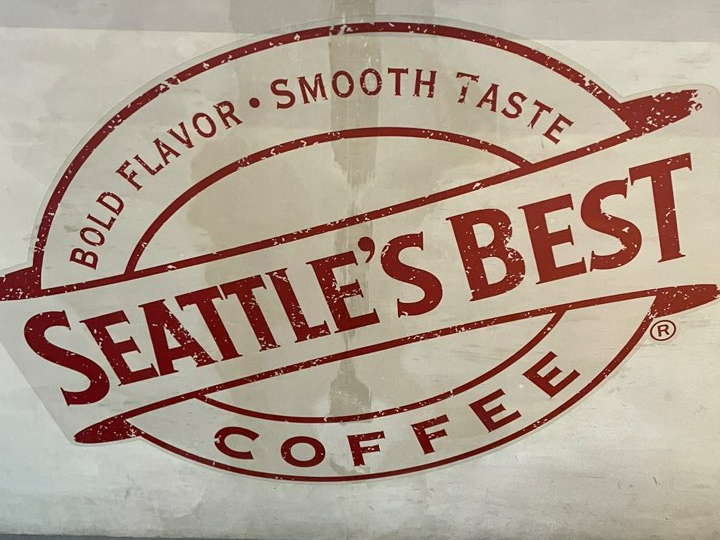 BOLD FLAVOR • SMOOTH TASTE
SEATTLE'S BEST
®
COFFEE